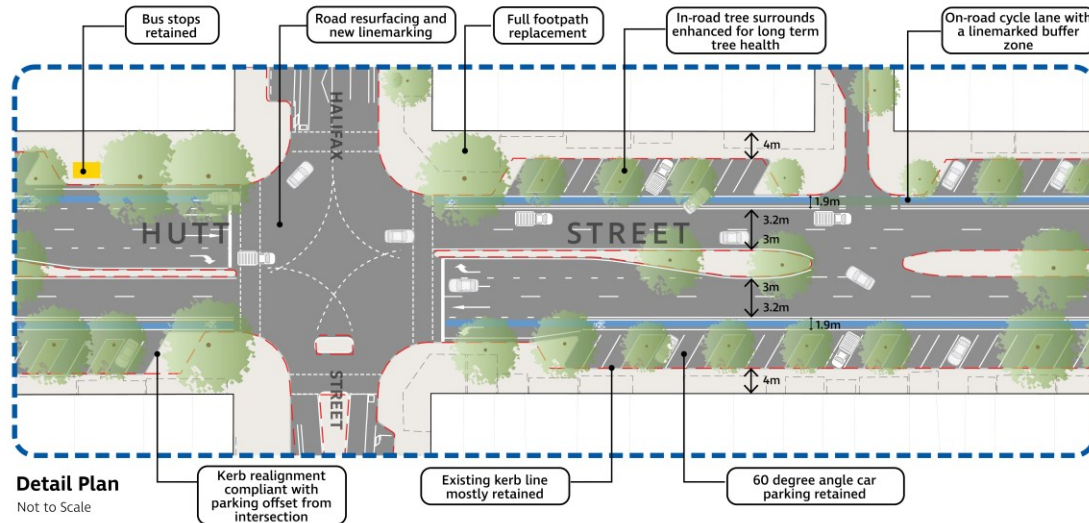 Bus stops
retained
Road resurfacing and
new linemarking
Full footpath
replacement
In-road tree surrounds
enhanced for long term
tree health
On-road cycle lane with
a linemarked buffer
zone
HALIFAX
4m
1.9m
HUTT
STREET
3.2m
3m
3m
3.2m
1.9m
STREET
4m
Detail Plan
Not to Scale
Kerb realignment
compliant with
parking offset from
intersection
Existing kerb line
mostly retained
60 degree angle car
parking retained